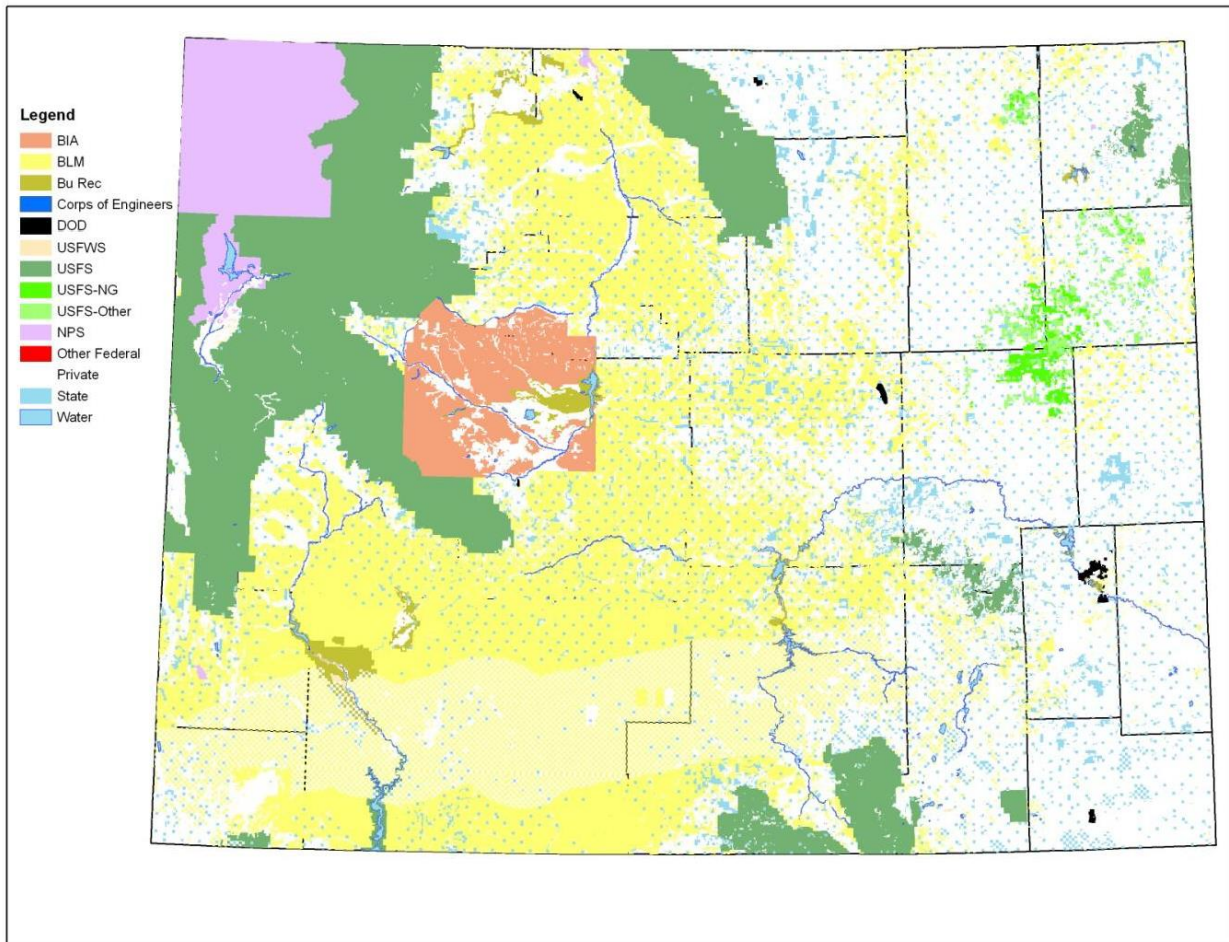 Legend
BIA
BLM
Bu Rec
Corps of Engineers
DOD
USFWS
USFS
USFS-NG
USFS-Other
NPS
Other Federal
Private
State
Water